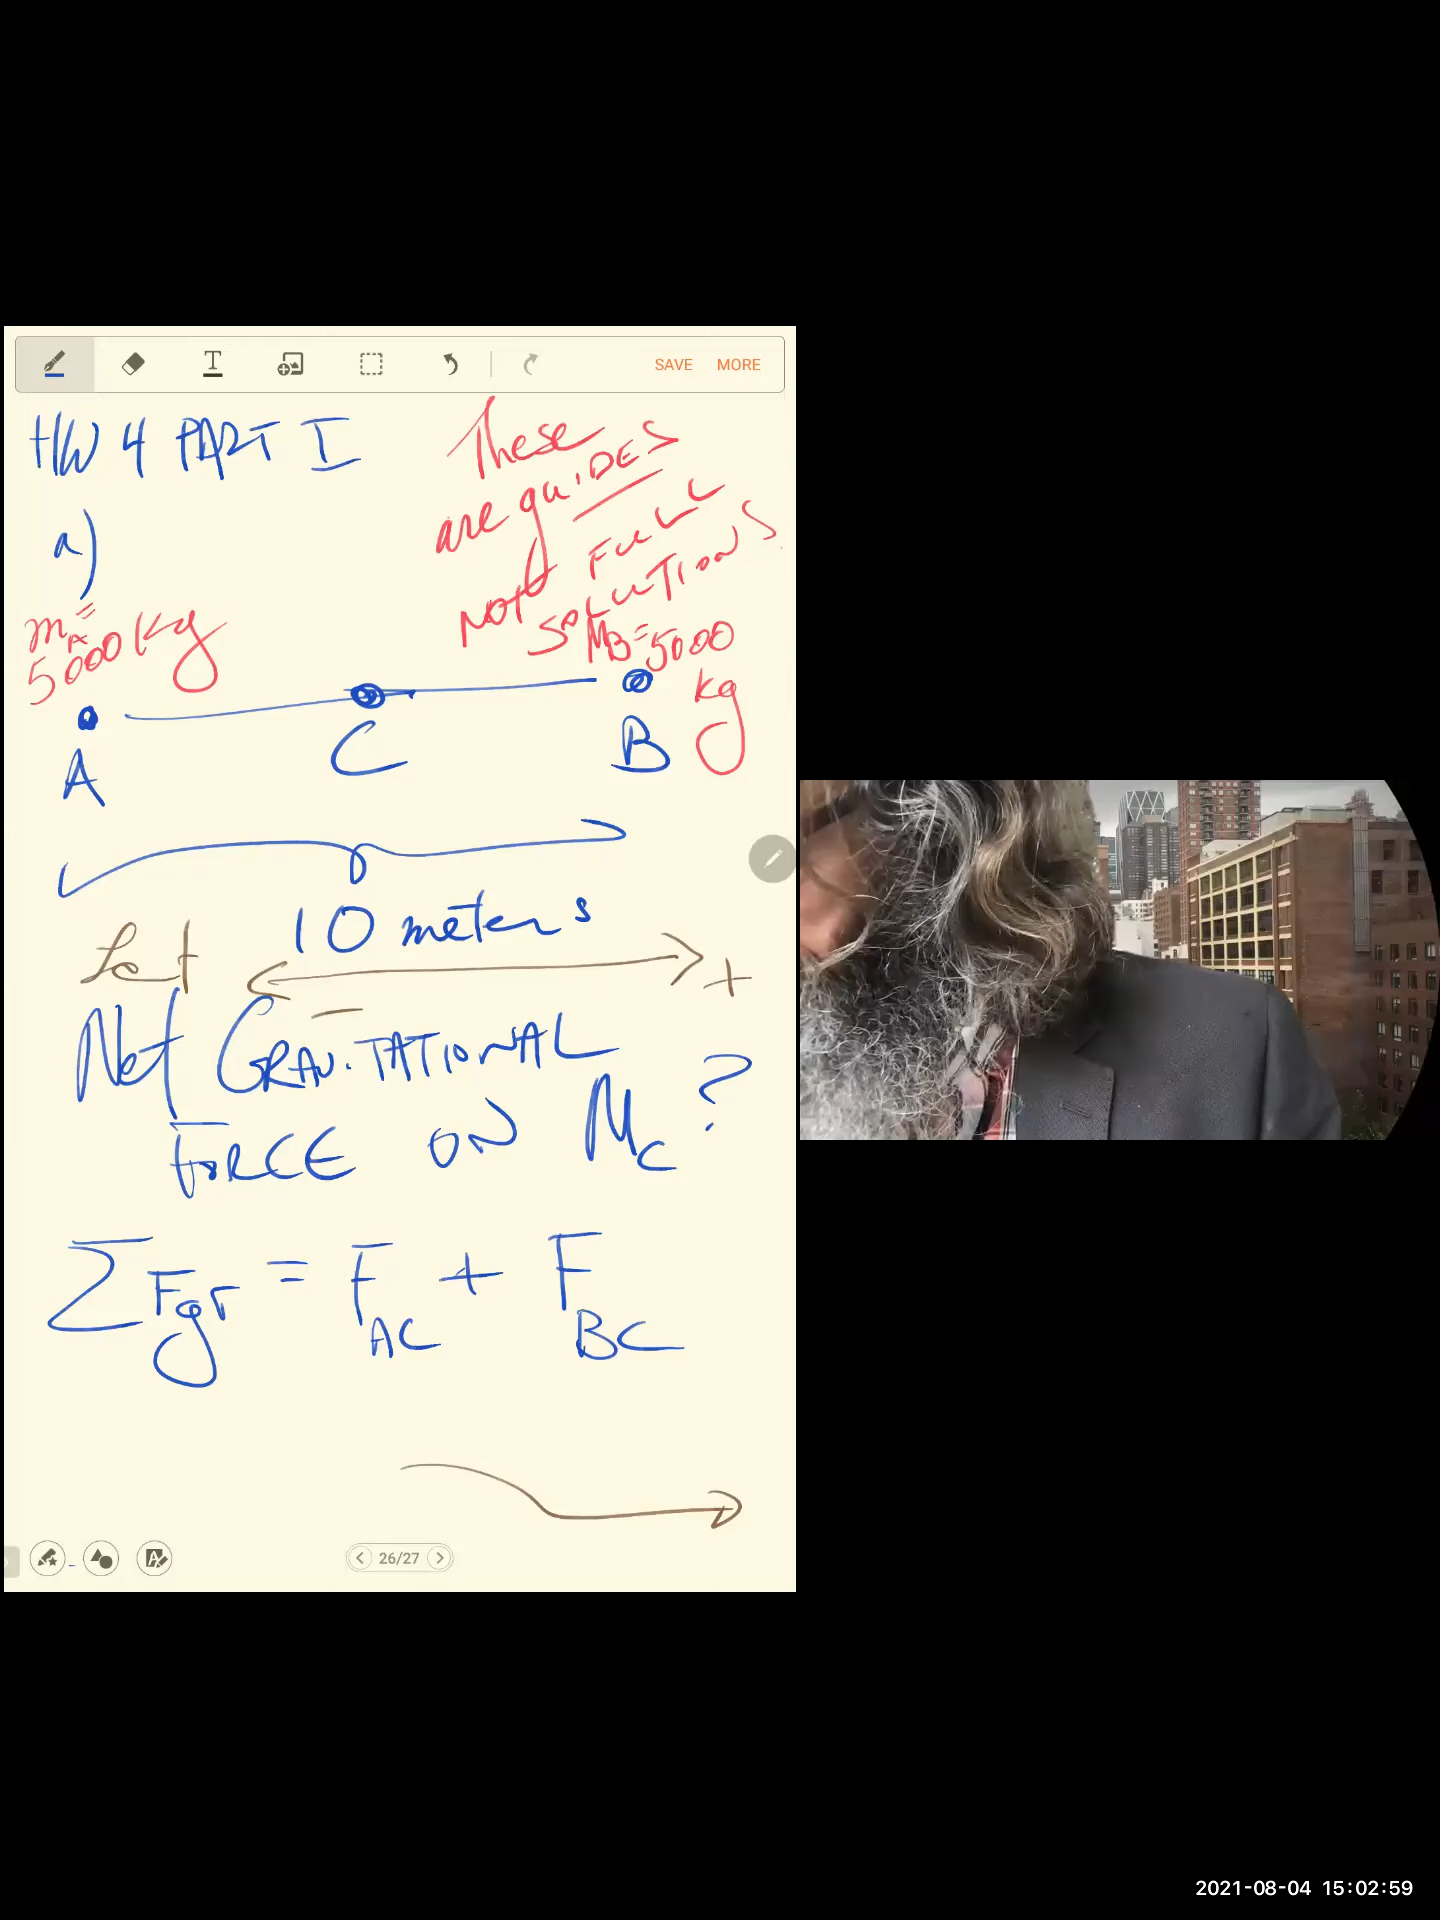 SAVE MORE
HW 4 PART I
These
are guiDES
Not FULL
SOLUTIONS
a)
mA =
5000 kg
MB = 5000
kg
A C B
10 meters
Let - +
Net GRAVITATIONAL
FORCE ON Mc ?
ΣFgr = FAC + FBC
26/27
2021-08-04 15:02:59